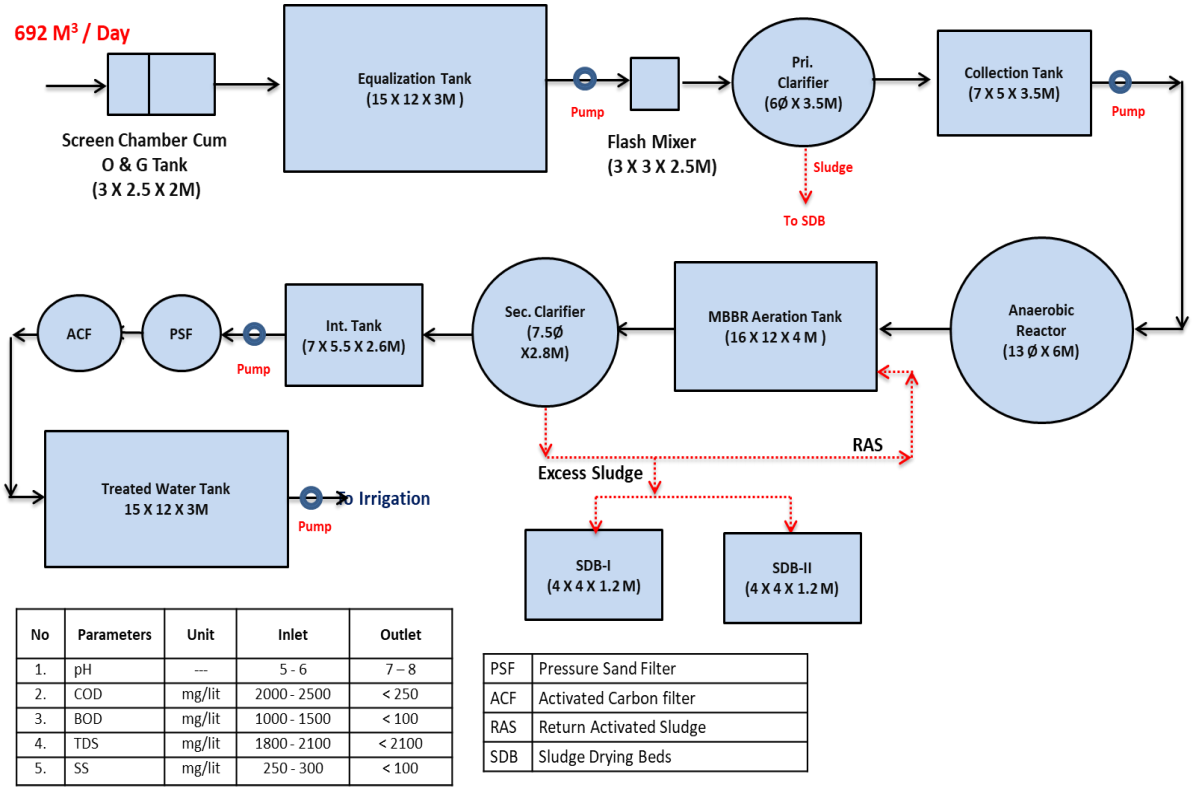 692 M³ / Day
Screen Chamber Cum
O & G Tank
(3 X 2.5 X 2M)
Equalization Tank
(15 X 12 X 3M )
Pump
Flash Mixer
(3 X 3 X 2.5M)
Pri.
Clarifier
(6Ø X 3.5M)
Sludge
To SDB
Collection Tank
(7 X 5 X 3.5M)
Pump
Anaerobic
Reactor
(13 Ø X 6M)
MBBR Aeration Tank
(16 X 12 X 4 M )
Sec. Clarifier
(7.5Ø
X2.8M)
Int. Tank
(7 X 5.5 X 2.6M)
Pump
PSF
ACF
RAS
Excess Sludge
Treated Water Tank
15 X 12 X 3M
Pump
To Irrigation
SDB-I
(4 X 4 X 1.2 M)
SDB-II
(4 X 4 X 1.2 M)
No Parameters Unit Inlet Outlet
1. pH --- 5 - 6 7 – 8
2. COD mg/lit 2000 - 2500 < 250
3. BOD mg/lit 1000 - 1500 < 100
4. TDS mg/lit 1800 - 2100 < 2100
5. SS mg/lit 250 - 300 < 100
PSF Pressure Sand Filter
ACF Activated Carbon filter
RAS Return Activated Sludge
SDB Sludge Drying Beds